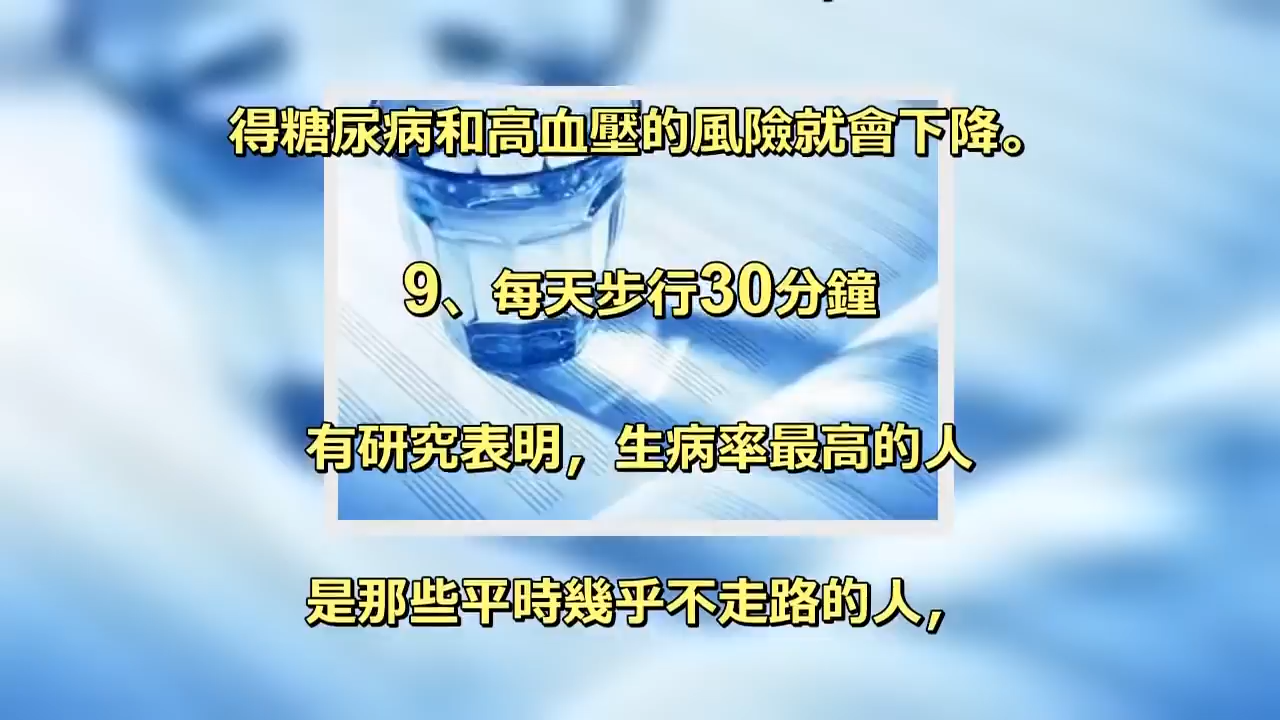 得糖尿病和高血壓的風險就會下降。
9、每天步行30分鐘
有研究表明，生病率最高的人
是那些平時幾乎不走路的人，